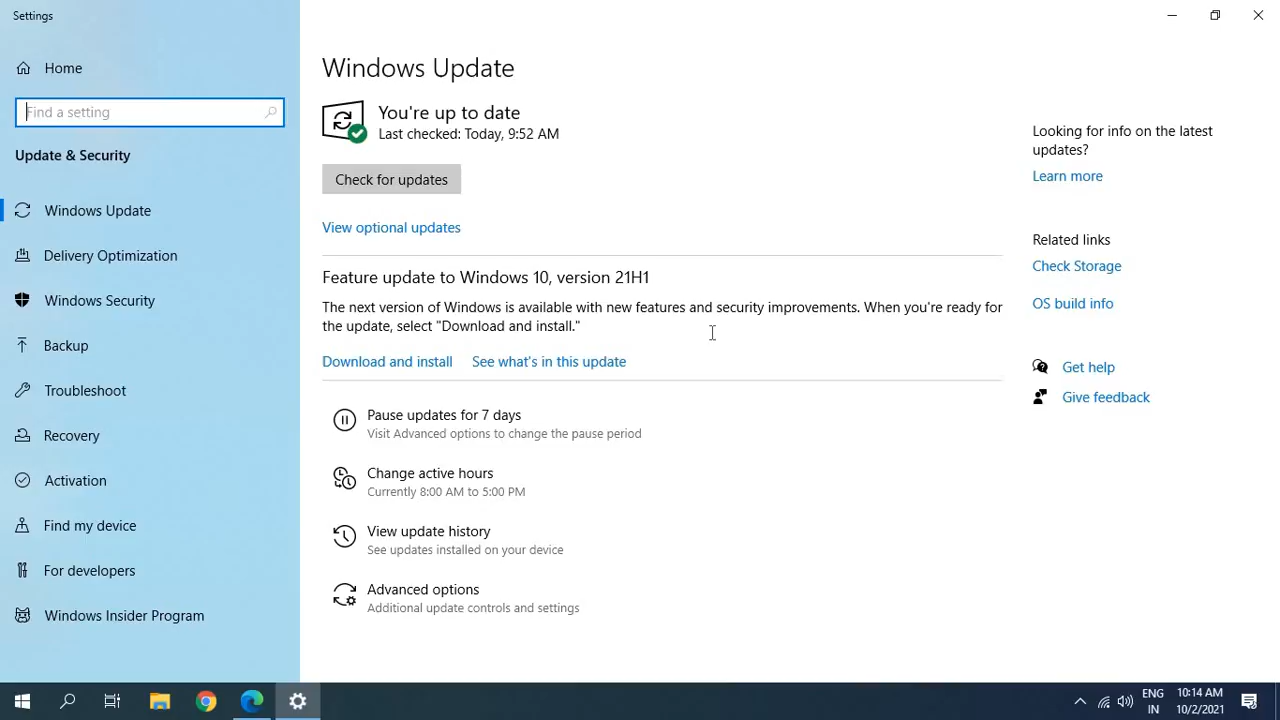 Settings
Home
Find a setting
Update & Security
Windows Update
Delivery Optimization
Windows Security
Backup
Troubleshoot
Recovery
Activation
Find my device
For developers
Windows Insider Program
Windows Update
You're up to date
Last checked: Today, 9:52 AM
Check for updates
View optional updates
Feature update to Windows 10, version 21H1
The next version of Windows is available with new features and security improvements. When you're ready for
the update, select "Download and install."
Download and install See what's in this update
Pause updates for 7 days
Visit Advanced options to change the pause period
Change active hours
Currently 8:00 AM to 5:00 PM
View update history
See updates installed on your device
Advanced options
Additional update controls and settings
Looking for info on the latest
updates?
Learn more
Related links
Check Storage
OS build info
Get help
Give feedback
ENG
IN
10:14 AM
10/2/2021